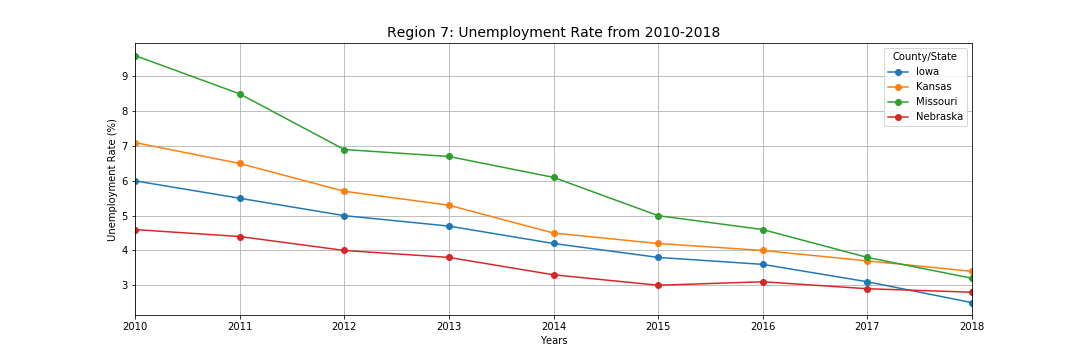 Region 7: Unemployment Rate from 2010-2018
Unemployment Rate (%)
9
8
7
6
5
4
3
County/State
Iowa
Kansas
Missouri
Nebraska
2010 2011 2012 2013 2014 2015 2016 2017 2018
Years